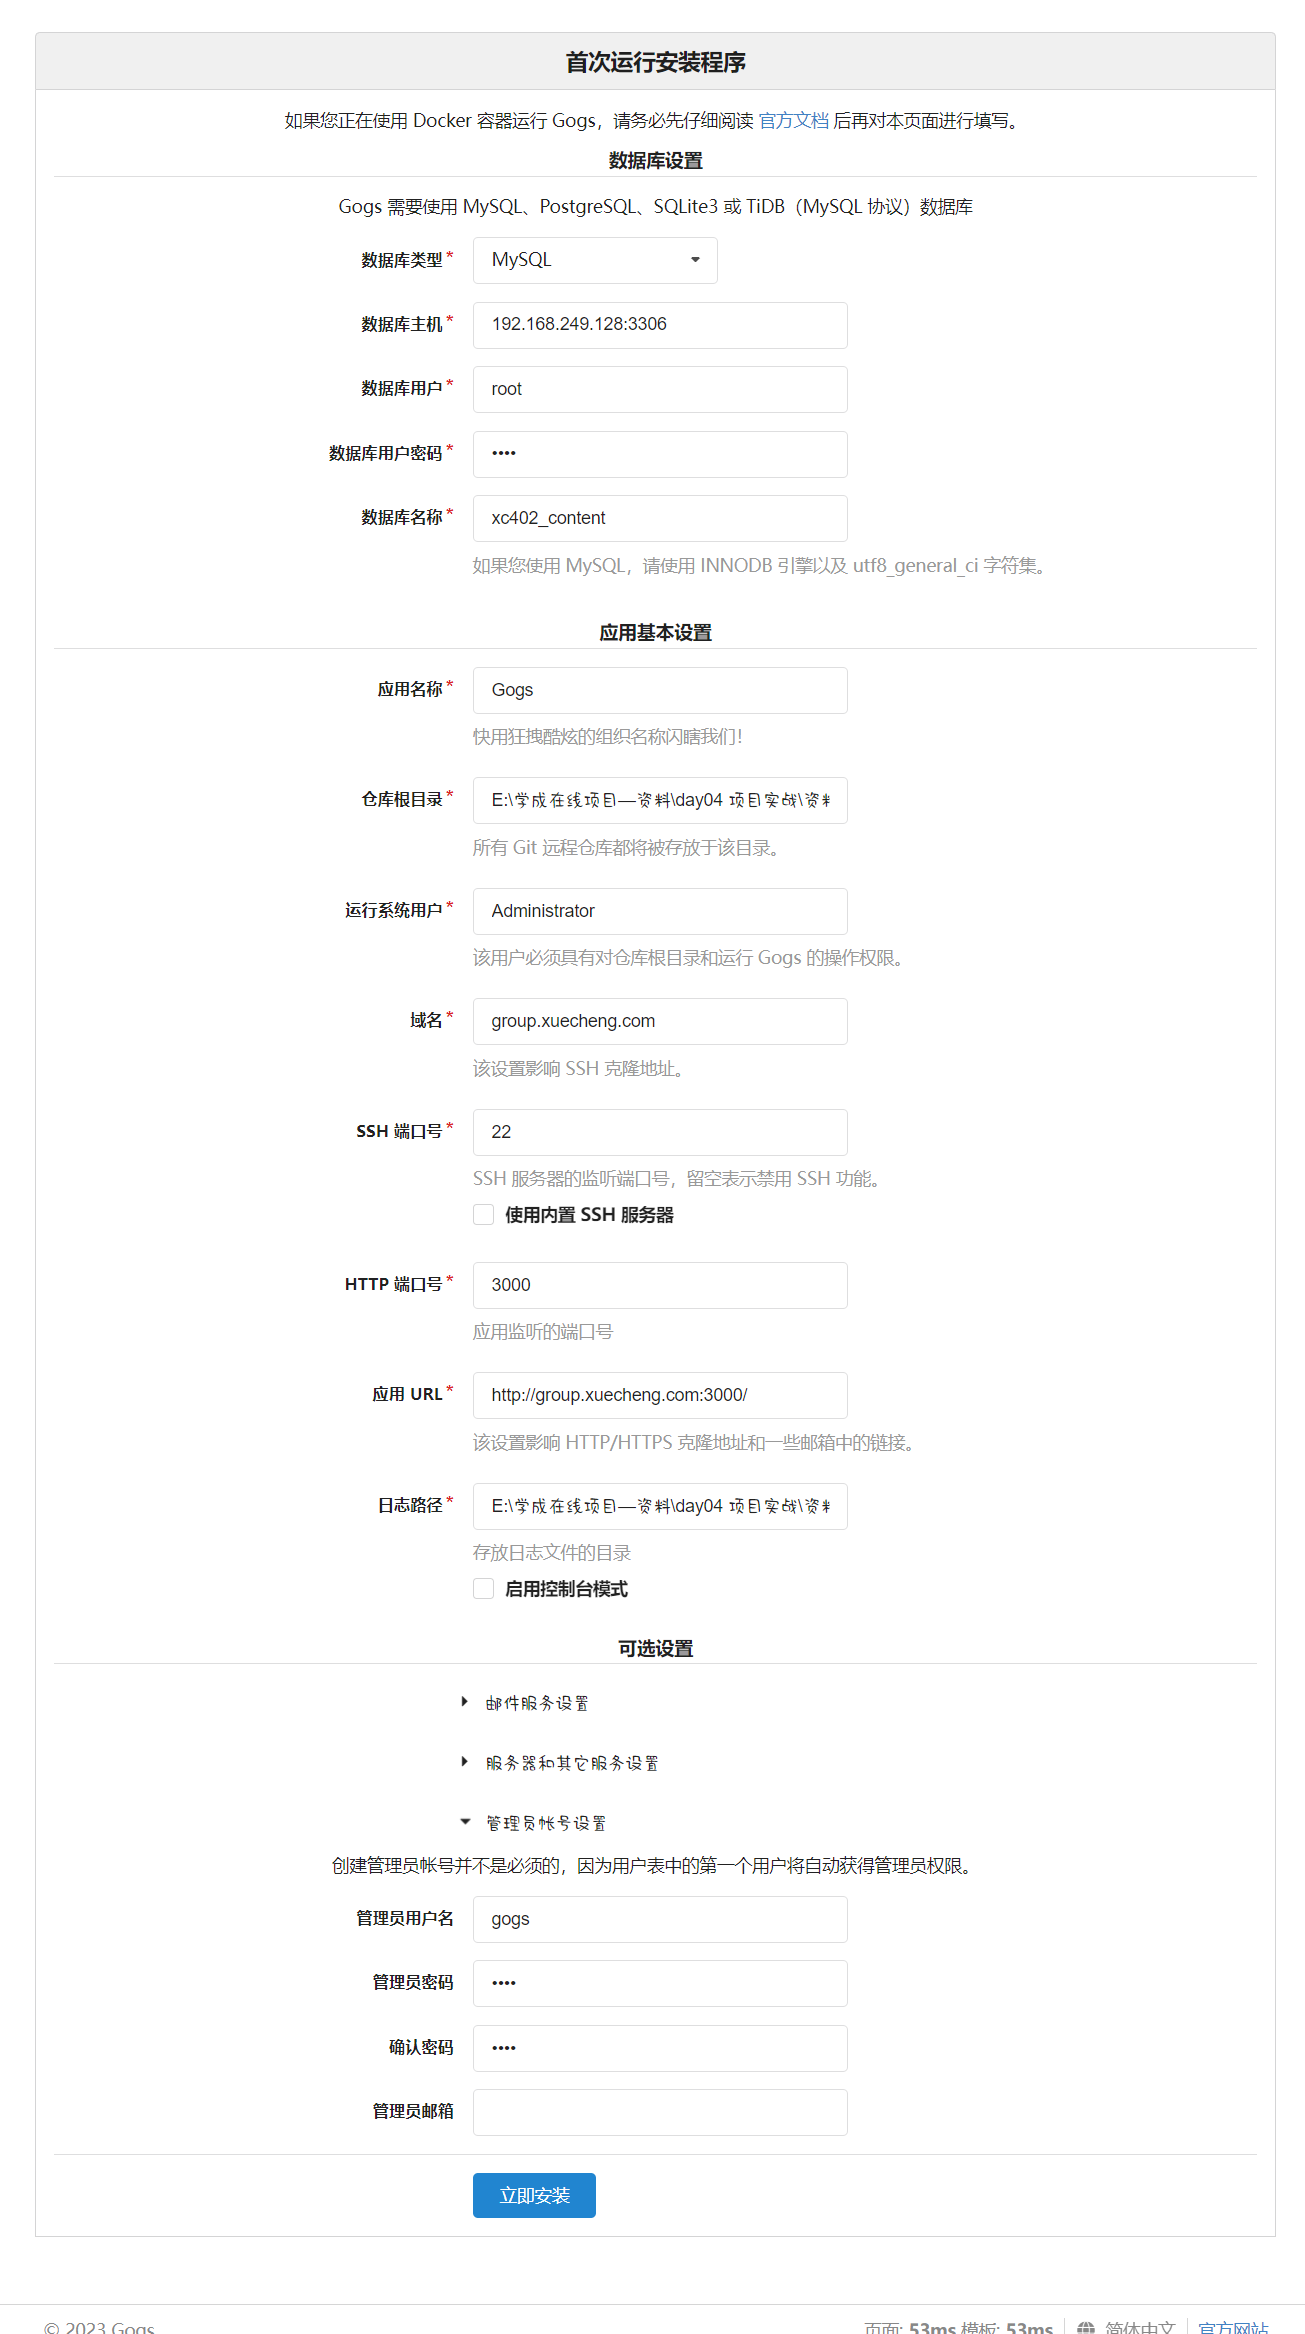 首次运行安装程序
如果您正在使用 Docker 容器运行 Gogs，请务必先仔细阅读 官方文档 后再对本页面进行填写。
数据库设置
Gogs 需要使用 MySQL、PostgreSQL、SQLite3 或 TiDB（MySQL 协议）数据库
数据库类型* MySQL
数据库主机* 192.168.249.128:3306
数据库用户* root
数据库用户密码* ••••
数据库名称* xc402_content
如果您使用 MySQL，请使用 INNODB 引擎以及 utf8_general_ci 字符集。
应用基本设置
应用名称* Gogs
快用狂拽酷炫的组织名称闪瞎我们！
仓库根目录* E:\学成在线项目—资料\day04 项目实战\资料
所有 Git 远程仓库都将被存放于该目录。
运行系统用户* Administrator
该用户必须具有对仓库根目录和运行 Gogs 的操作权限。
域名* group.xuecheng.com
该设置影响 SSH 克隆地址。
SSH 端口号* 22
SSH 服务器的监听端口号，留空表示禁用 SSH 功能。
使用内置 SSH 服务器
HTTP 端口号* 3000
应用监听的端口号
应用 URL* http://group.xuecheng.com:3000/
该设置影响 HTTP/HTTPS 克隆地址和一些邮箱中的链接。
日志路径* E:\学成在线项目—资料\day04 项目实战\资料
存放日志文件的目录
启用控制台模式
可选设置
邮件服务设置
服务器和其它服务设置
管理员帐号设置
创建管理员帐号并不是必须的，因为用户表中的第一个用户将自动获得管理员权限。
管理员用户名 gogs
管理员密码 ••••
确认密码 ••••
管理员邮箱
立即安装
© 2023 Gogs 页面: 53ms 模板: 53ms 简体中文 官方网站